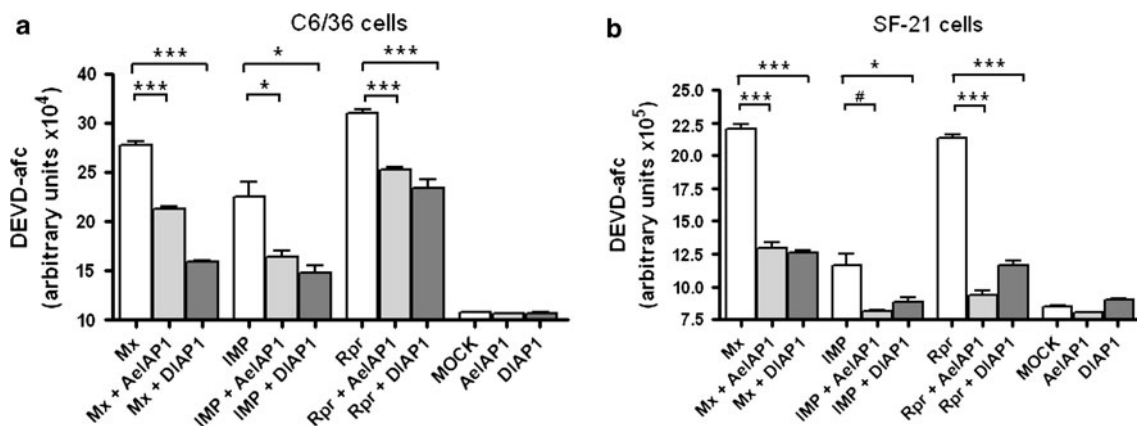 a
C6/36 cells
DEVD-afc
(arbitrary units x10⁴)
40
35
30
25
20
15
10
***
***
*
*
***
***
Mx
Mx + AeIAP1
Mx + DIAP1
IMP
IMP + AeIAP1
IMP + DIAP1
Rpr
Rpr + AeIAP1
Rpr + DIAP1
MOCK
AeIAP1
DIAP1
b
SF-21 cells
DEVD-afc
(arbitrary units x10⁵)
25.0
22.5
20.0
17.5
12.5
10.0
7.5
***
***
*
#
***
***
Mx
Mx + AeIAP1
Mx + DIAP1
IMP
IMP + AeIAP1
IMP + DIAP1
Rpr
Rpr + AeIAP1
Rpr + DIAP1
MOCK
AeIAP1
DIAP1